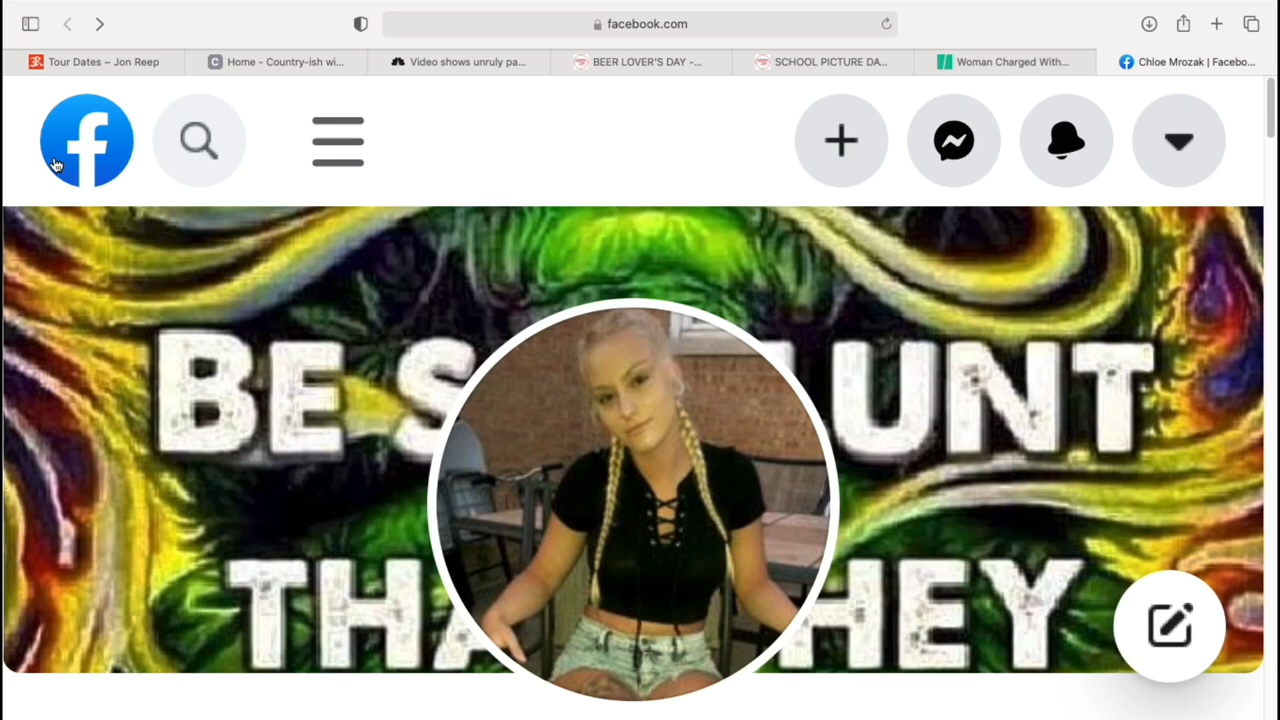 facebook.com
Tour Dates – Jon Reep
Home - Country-ish wi...
Video shows unruly pa...
BEER LOVER'S DAY -...
SCHOOL PICTURE DA...
Woman Charged With...
Chloe Mrozak | Facebo...
BE S UNT
THA HEY